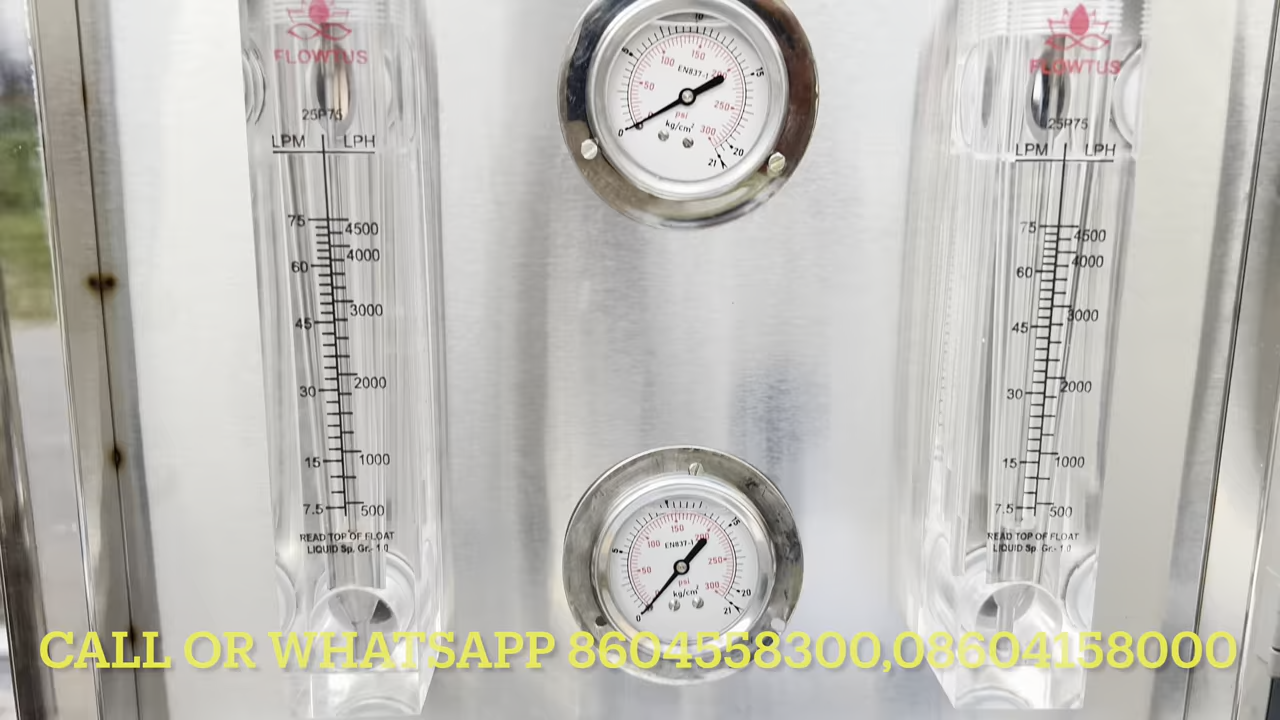 FLOWTUS
25P75
LPM LPH
75
4500
4000
60
3000
45
30
2000
15
1000
7.5
500
READ TOP OF FLOAT
LIQUID Sp. Gr.- 1.0
10
5
15
150
100
200
EN837-1
50
250
psi
0
300
kg/cm²
20
21
15
150
200
5
100
EN837-1
50
250
psi
300
kg/cm²
20
0
21
FLOWTUS
25P75
LPM LPH
75
4500
4000
60
3000
45
30
2000
15
1000
7.5
500
READ TOP OF FLOAT
LIQUID Sp. Gr.- 1.0
CALL OR WHATSAPP 8604558300,08604158000